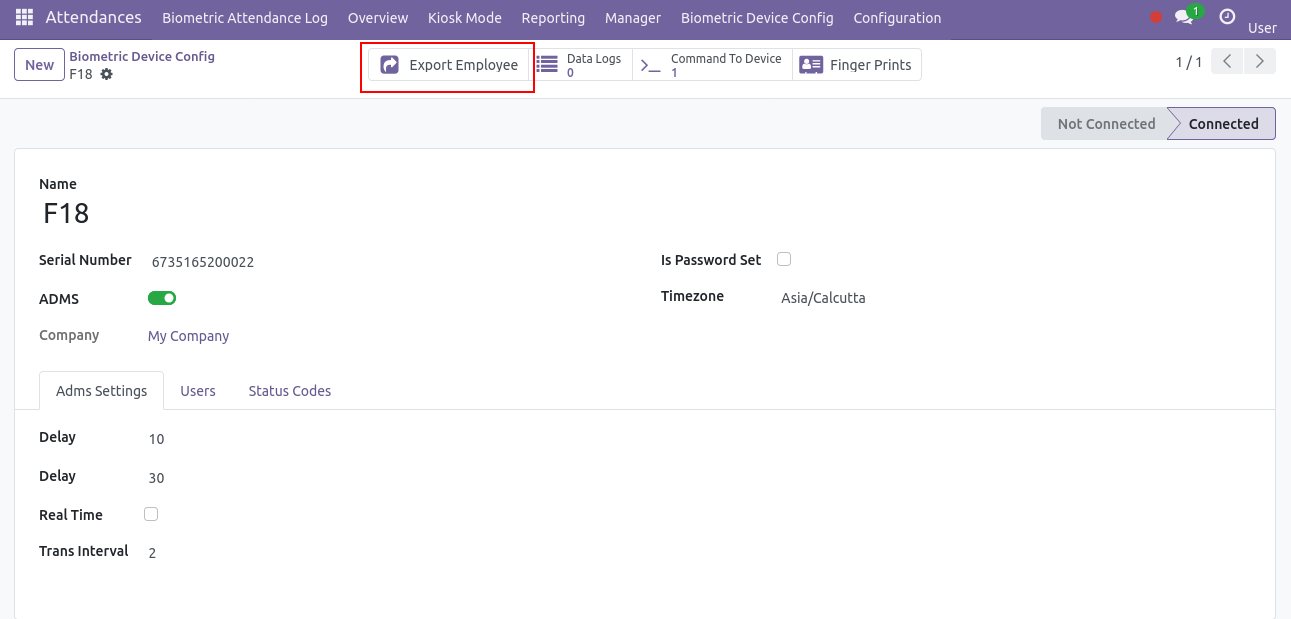 Attendances Biometric Attendance Log Overview Kiosk Mode Reporting Manager Biometric Device Config Configuration 1 User
New Biometric Device Config
F18
Export Employee
Data Logs
0
Command To Device
1
Finger Prints
1 / 1
Not Connected Connected
Name
F18
Serial Number 6735165200022
Is Password Set
ADMS
Timezone Asia/Calcutta
Company My Company
Adms Settings Users Status Codes
Delay 10
Delay 30
Real Time
Trans Interval 2